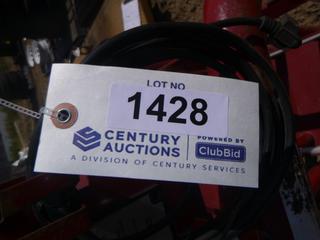 LOT NO
1428
CENTURY
AUCTIONS
POWERED BY
ClubBid
A DIVISION OF CENTURY SERVICES